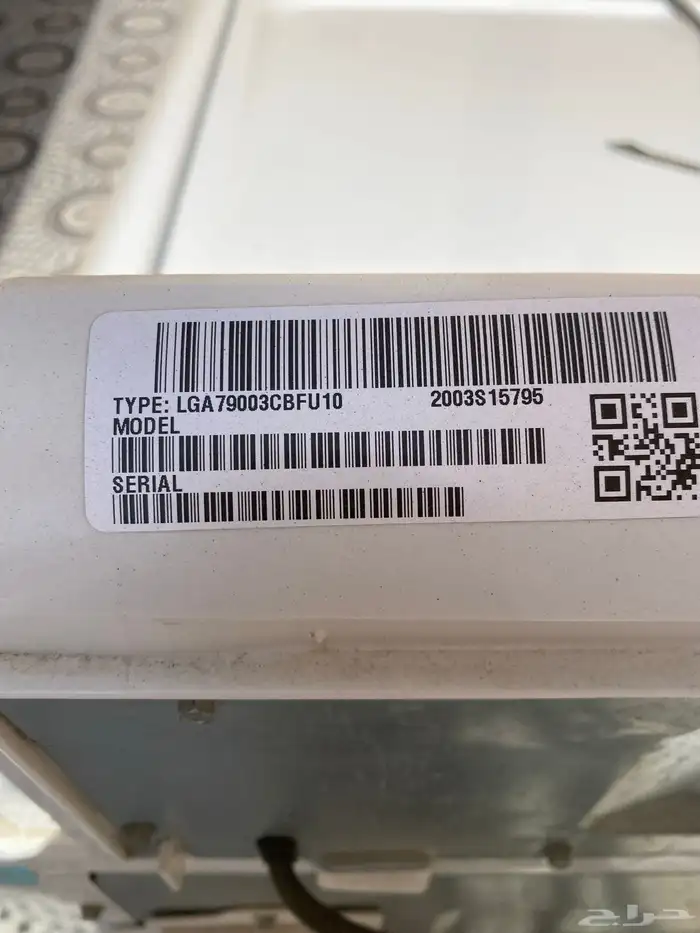 TYPE: LGA79003CBFU10 2003S15795
MODEL
SERIAL
حراج